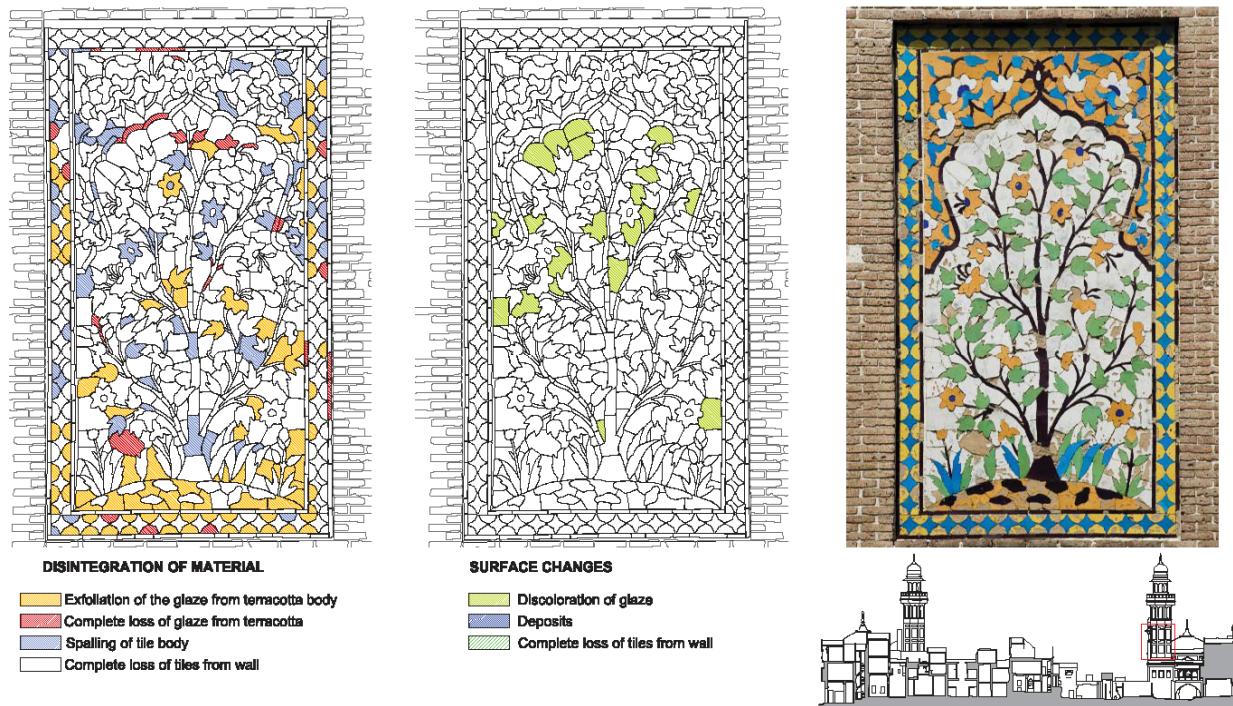 DISINTEGRATION OF MATERIAL
Exfoliation of the glaze from terracotta body
Complete loss of glaze from terracotta
Spalling of tile body
Complete loss of tiles from wall
SURFACE CHANGES
Discoloration of glaze
Deposits
Complete loss of tiles from wall